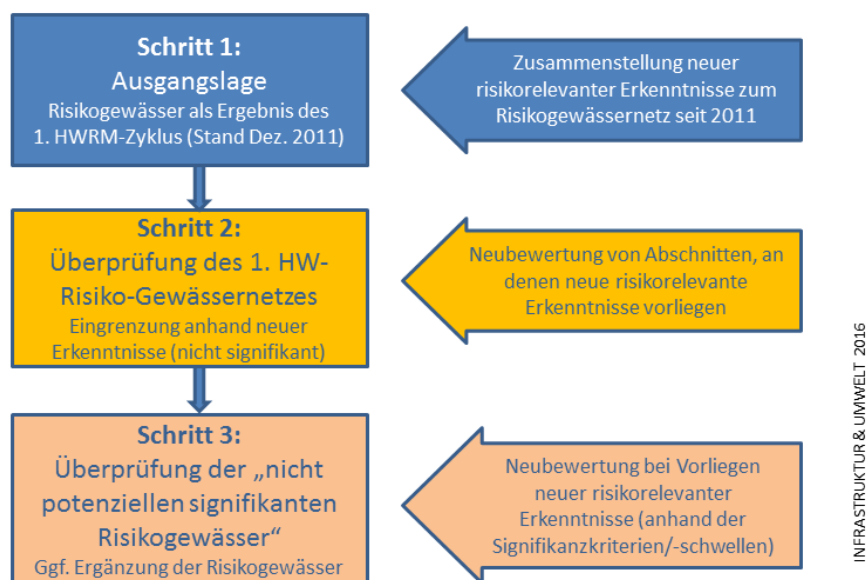 Schritt 1:
Ausgangslage
Risikogewässer als Ergebnis des
1. HWRM-Zyklus (Stand Dez. 2011)
Zusammenstellung neuer
risikorelevanter Erkenntnisse zum
Risikogewässernetz seit 2011
Schritt 2:
Überprüfung des 1. HW-
Risiko-Gewässernetzes
Eingrenzung anhand neuer
Erkenntnisse (nicht signifikant)
Neubewertung von Abschnitten, an
denen neue risikorelevante
Erkenntnisse vorliegen
Schritt 3:
Überprüfung der „nicht
potenziellen signifikanten
Risikogewässer“
Ggf. Ergänzung der Risikogewässer
Neubewertung bei Vorliegen
neuer risikorelevanter
Erkenntnisse (anhand der
Signifikanzkriterien/-schwellen)
INFRASTRUKTUR & UMWELT 2016